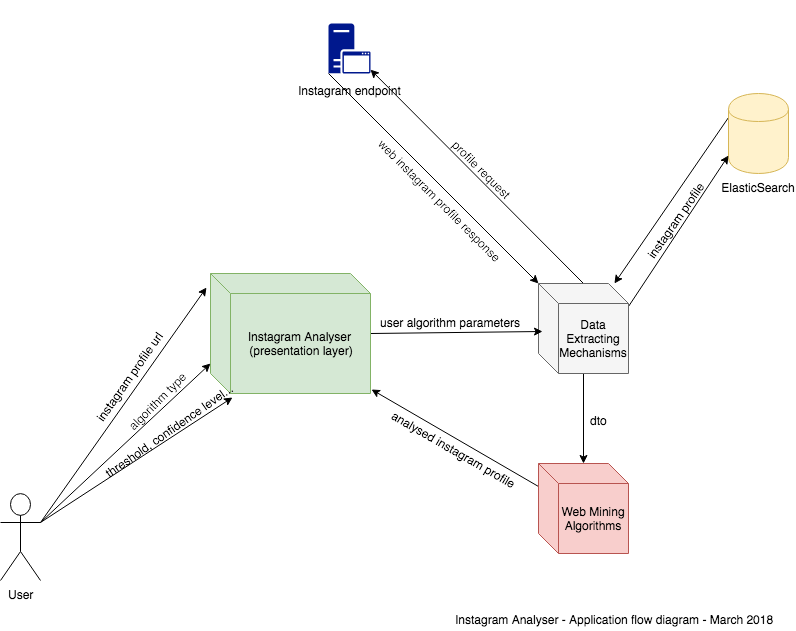 Instagram endpoint
profile request
web instagram profile response
ElasticSearch
instagram profile
Instagram Analyser
(presentation layer)
user algorithm parameters
Data
Extracting
Mechanisms
instagram profile url
algorithm type
threshold, confidence level...
analysed instagram profile
dto
Web Mining
Algorithms
User
Instagram Analyser - Application flow diagram - March 2018